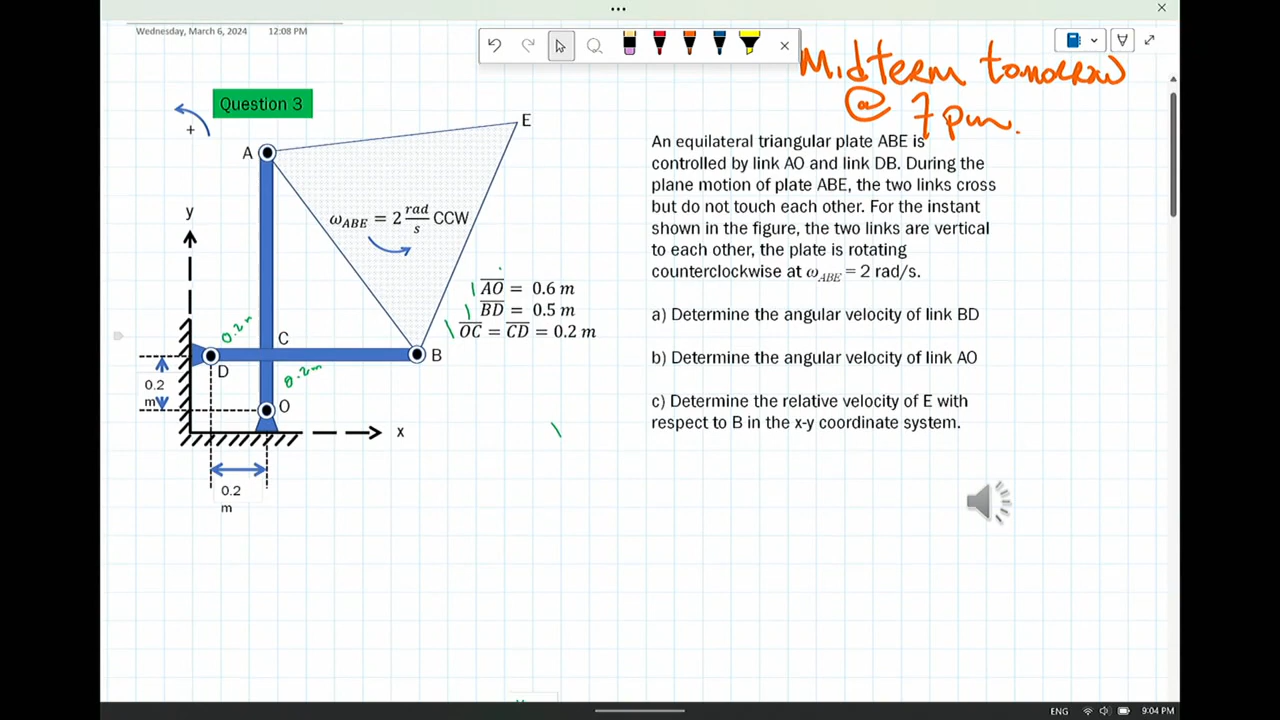 Wednesday, March 6, 2024 12:08 PM
Midterm tomorrow
@ 7 pm.
Question 3
+
E
A
An equilateral triangular plate ABE is
controlled by link AO and link DB. During the
plane motion of plate ABE, the two links cross
but do not touch each other. For the instant
shown in the figure, the two links are vertical
to each other, the plate is rotating
counterclockwise at ω_ABE = 2 rad/s.
a) Determine the angular velocity of link BD
b) Determine the angular velocity of link AO
c) Determine the relative velocity of E with
respect to B in the x-y coordinate system.
y
ω_ABE = 2 rad/s CCW
AO = 0.6 m
BD = 0.5 m
OC = CD = 0.2 m
0.2m
C
B
D
0.2m
0.2
m
O
x
0.2
m
ENG 9:04 PM